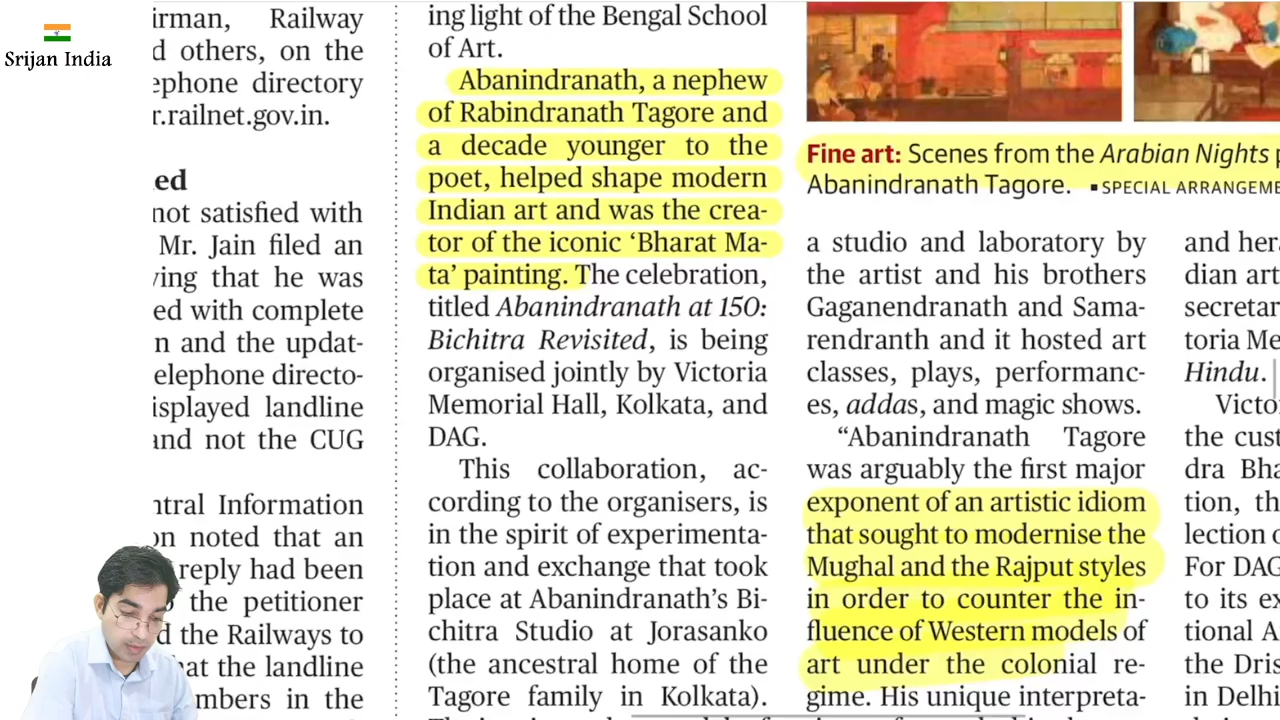 Srijan India
irman, Railway
d others, on the
ephone directory
r.railnet.gov.in.
ed
not satisfied with
Mr. Jain filed an
ying that he was
ed with complete
n and the updat-
elephone directo-
isplayed landline
and not the CUG
ntral Information
on noted that an
reply had been
the petitioner
d the Railways to
hat the landline
mbers in the
ing light of the Bengal School
of Art.
Abanindranath, a nephew
of Rabindranath Tagore and
a decade younger to the
poet, helped shape modern
Indian art and was the crea-
tor of the iconic ‘Bharat Ma-
ta’ painting. The celebration,
titled Abanindranath at 150:
Bichitra Revisited, is being
organised jointly by Victoria
Memorial Hall, Kolkata, and
DAG.
This collaboration, ac-
cording to the organisers, is
in the spirit of experimenta-
tion and exchange that took
place at Abanindranath’s Bi-
chitra Studio at Jorasanko
(the ancestral home of the
Tagore family in Kolkata).
Fine art: Scenes from the Arabian Nights p
Abanindranath Tagore. ▪SPECIAL ARRANGEME
a studio and laboratory by
the artist and his brothers
Gaganendranath and Sama-
rendranth and it hosted art
classes, plays, performanc-
es, addas, and magic shows.
“Abanindranath Tagore
was arguably the first major
exponent of an artistic idiom
that sought to modernise the
Mughal and the Rajput styles
in order to counter the in-
fluence of Western models of
art under the colonial re-
gime. His unique interpreta-
and hera
dian art
secretar
toria Me
Hindu.
Victo
the cust
dra Bha
tion, th
lection o
For DAG
to its ex
tional A
the Dris
in Delhi